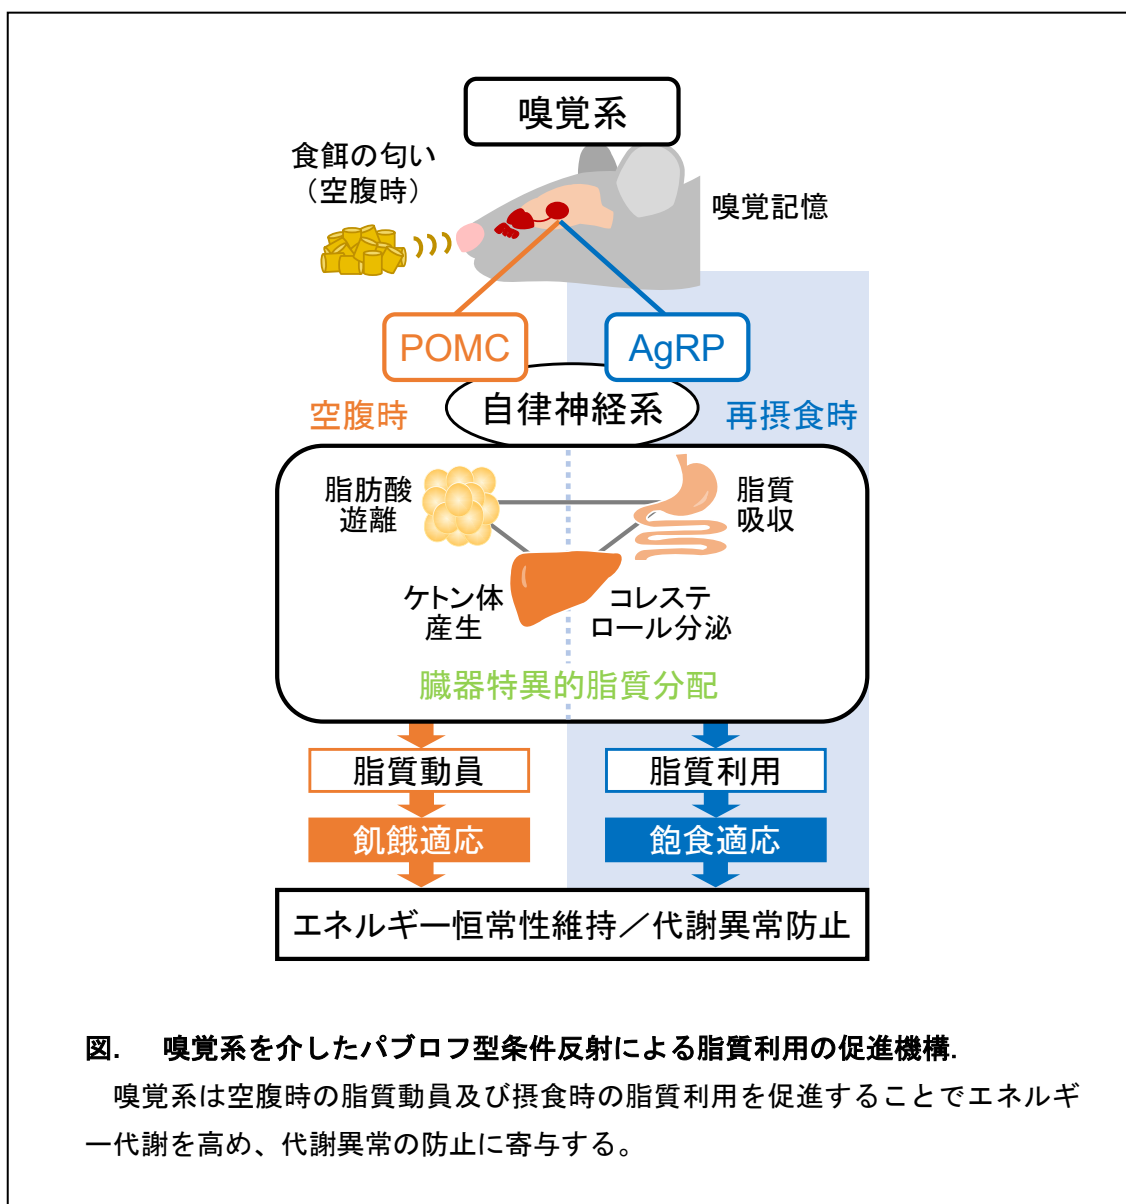 嗅覚系
食餌の匂い
（空腹時）
嗅覚記憶
POMC
AgRP
空腹時
自律神経系
再摂食時
脂肪酸
遊離
脂質
吸収
ケトン体
産生
コレステ
ロール分泌
臓器特異的脂質分配
脂質動員
脂質利用
飢餓適応
飽食適応
エネルギー恒常性維持／代謝異常防止
図. 嗅覚系を介したパブロフ型条件反射による脂質利用の促進機構.
嗅覚系は空腹時の脂質動員及び摂食時の脂質利用を促進することでエネルギ
ー代謝を高め、代謝異常の防止に寄与する。